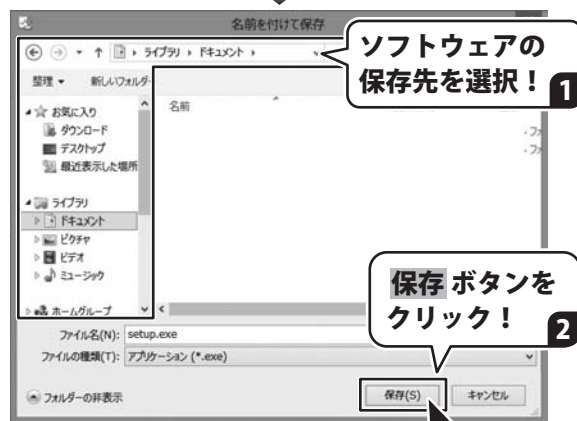 名前を付けて保存
ライブラリ ▸ ドキュメント ▸
ソフトウェアの
保存先を選択！
1
整理 ▼ 新しいフォルダー
名前
お気に入り
ダウンロード
デスクトップ
最近表示した場所
ライブラリ
ドキュメント
ピクチャ
ビデオ
ミュージック
ホームグループ
保存 ボタンを
クリック！
2
ファイル名(N): setup.exe
ファイルの種類(T): アプリケーション (*.exe)
フォルダーの非表示
保存(S)
キャンセル